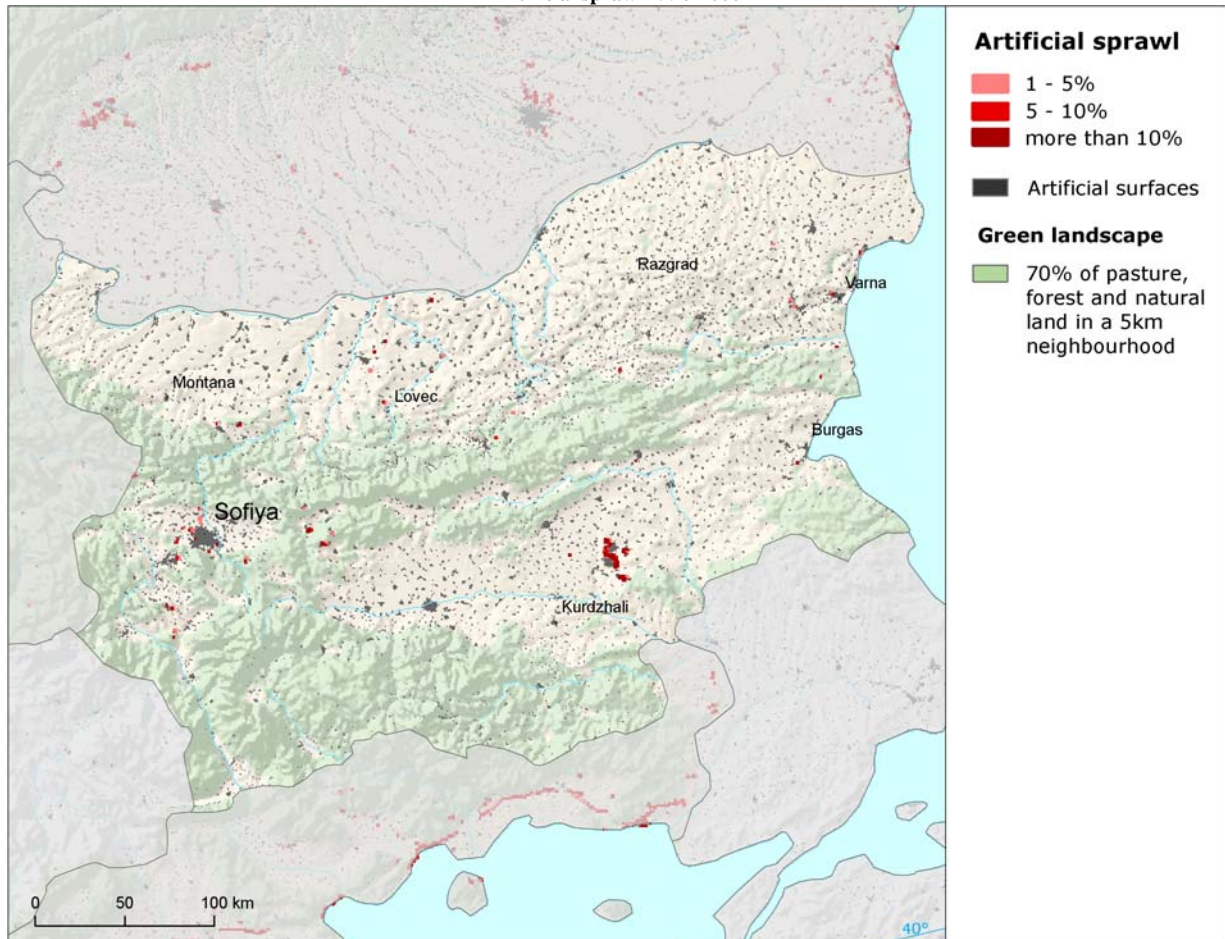 Artificial sprawl
1 - 5%
5 - 10%
more than 10%
Artificial surfaces
Green landscape
70% of pasture,
forest and natural
land in a 5km
neighbourhood
Razgrad
Varna
Montana
Lovec
Burgas
Sofiya
Kurdzhali
0 50 100 km
40°